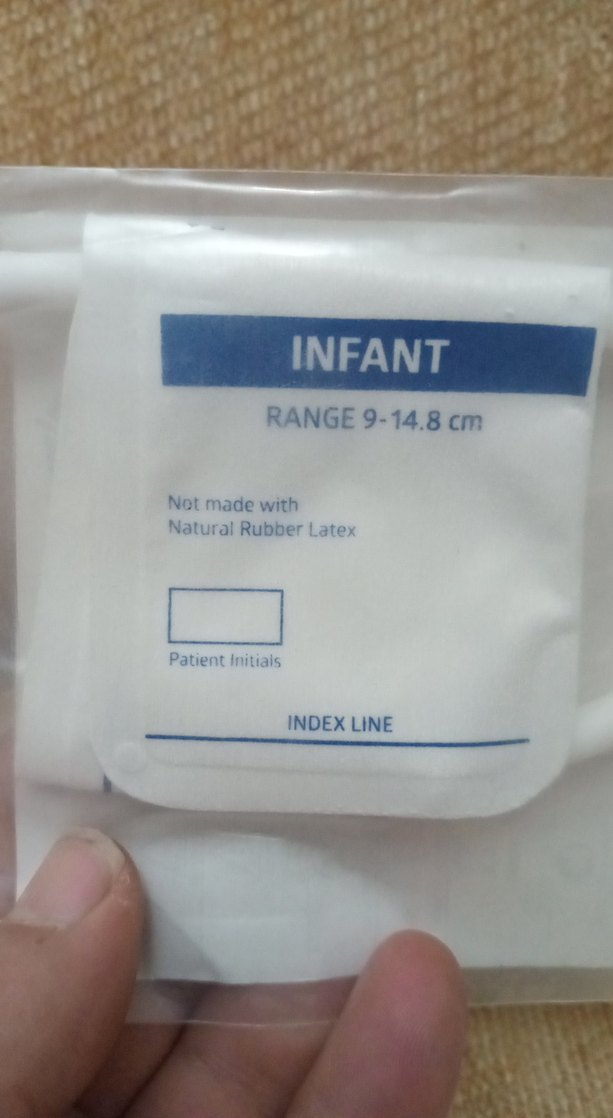 INFANT
RANGE 9-14.8 cm
Not made with
Natural Rubber Latex
Patient Initials
INDEX LINE